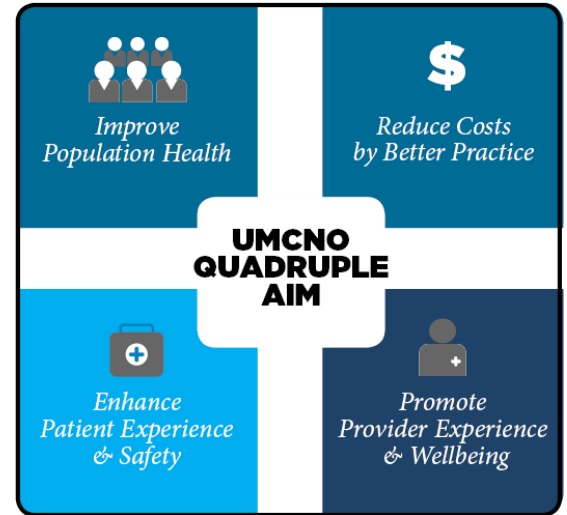 Improve
Population Health
$
Reduce Costs
by Better Practice
UMCNO
QUADRUPLE
AIM
Enhance
Patient Experience
& Safety
Promote
Provider Experience
& Wellbeing